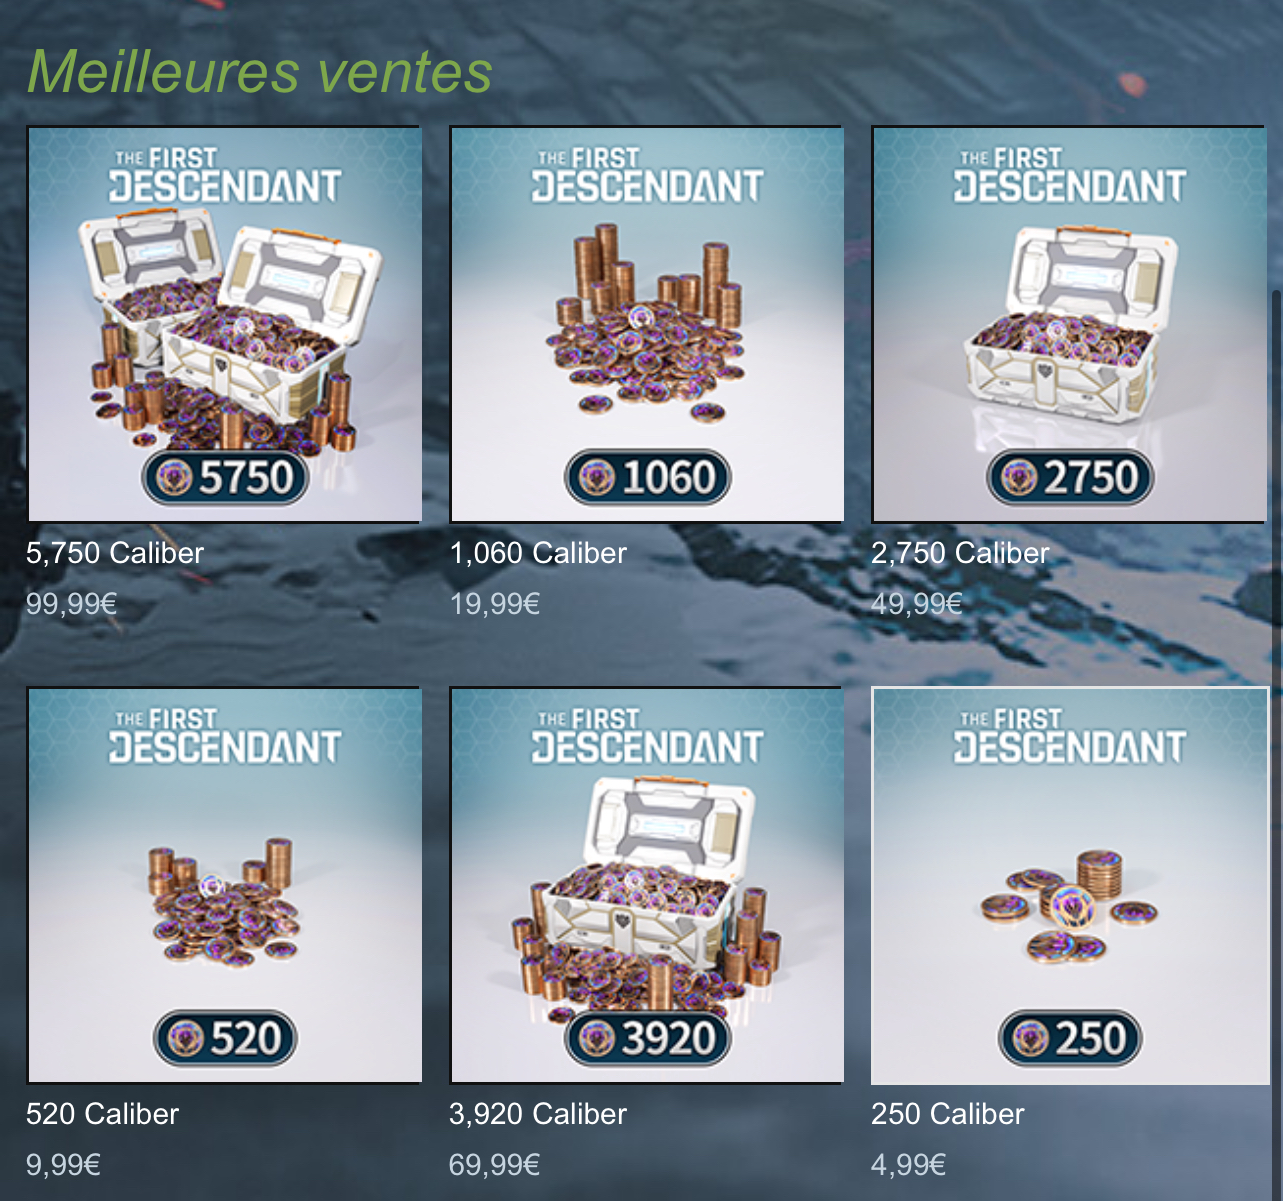 Meilleures ventes
THE FIRST
DESCENDANT
5750
5,750 Caliber
99,99€
THE FIRST
DESCENDANT
1060
1,060 Caliber
19,99€
THE FIRST
DESCENDANT
2750
2,750 Caliber
49,99€
THE FIRST
DESCENDANT
520
520 Caliber
9,99€
THE FIRST
DESCENDANT
3920
3,920 Caliber
69,99€
THE FIRST
DESCENDANT
250
250 Caliber
4,99€